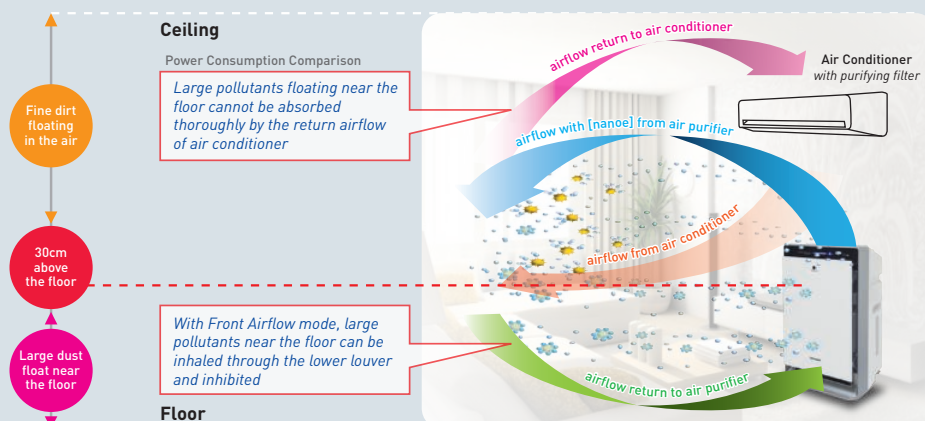 Ceiling
Power Consumption Comparison
Large pollutants floating near the
floor cannot be absorbed
thoroughly by the return airflow
of air conditioner
Fine dirt
floating
in the air
airflow return to air conditioner
Air Conditioner
with purifying filter
airflow with [nanoe] from air purifier
airflow from air conditioner
30cm
above
the floor
With Front Airflow mode, large
pollutants near the floor can be
inhaled through the lower louver
and inhibited
Large dust
float near
the floor
airflow return to air purifier
Floor